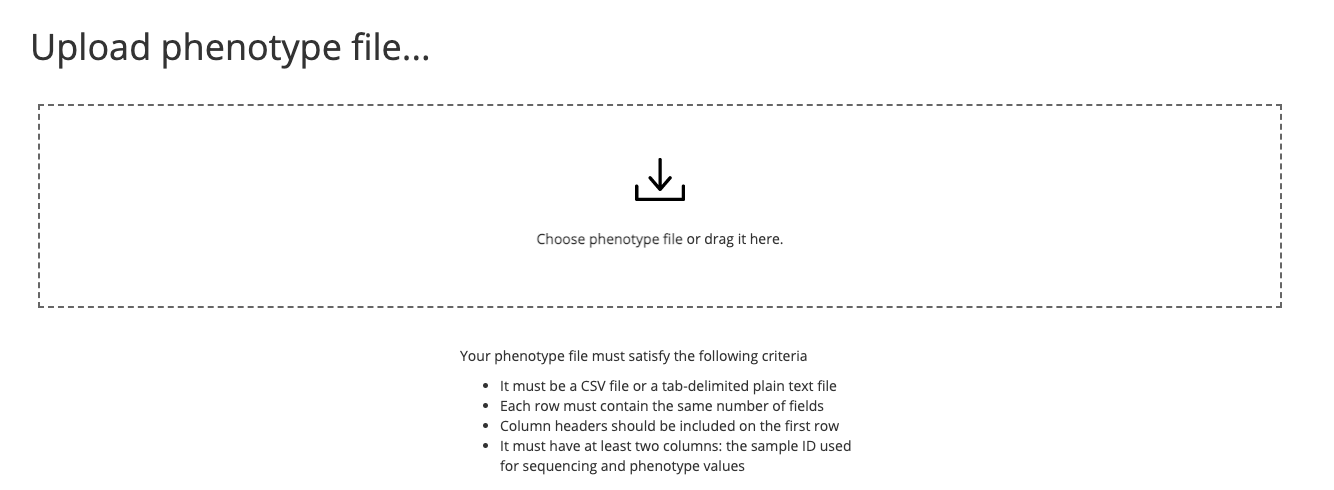 Upload phenotype file...
Choose phenotype file or drag it here.
Your phenotype file must satisfy the following criteria
• It must be a CSV file or a tab-delimited plain text file
• Each row must contain the same number of fields
• Column headers should be included on the first row
• It must have at least two columns: the sample ID used
for sequencing and phenotype values